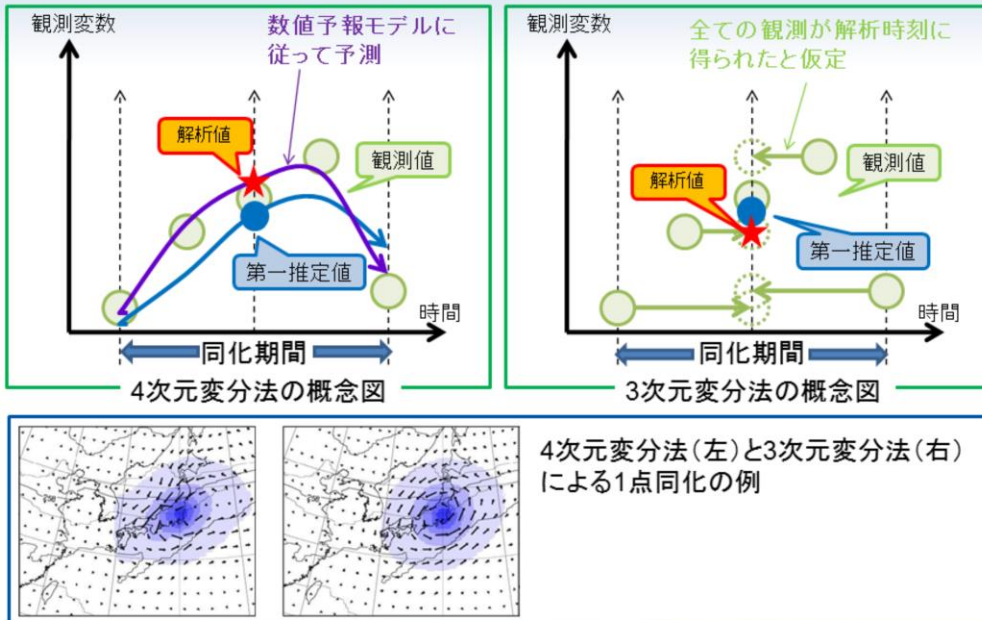 観測変数
数値予報モデルに
従って予測
解析値
観測値
第一推定値
時間
同化期間
4次元変分法の概念図
観測変数
全ての観測が解析時刻に
得られたと仮定
解析値
観測値
第一推定値
時間
同化期間
3次元変分法の概念図
4次元変分法(左)と3次元変分法(右)
による1点同化の例